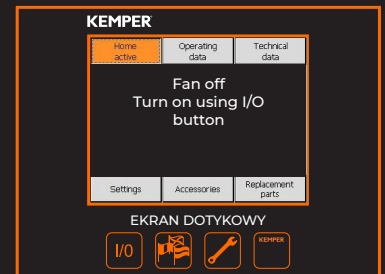 KEMPER
Home active
Operating data
Technical data
Fan off
Turn on using I/O
button
Settings
Accessories
Replacement parts
EKRAN DOTYKOWY
I/0
KEMPER